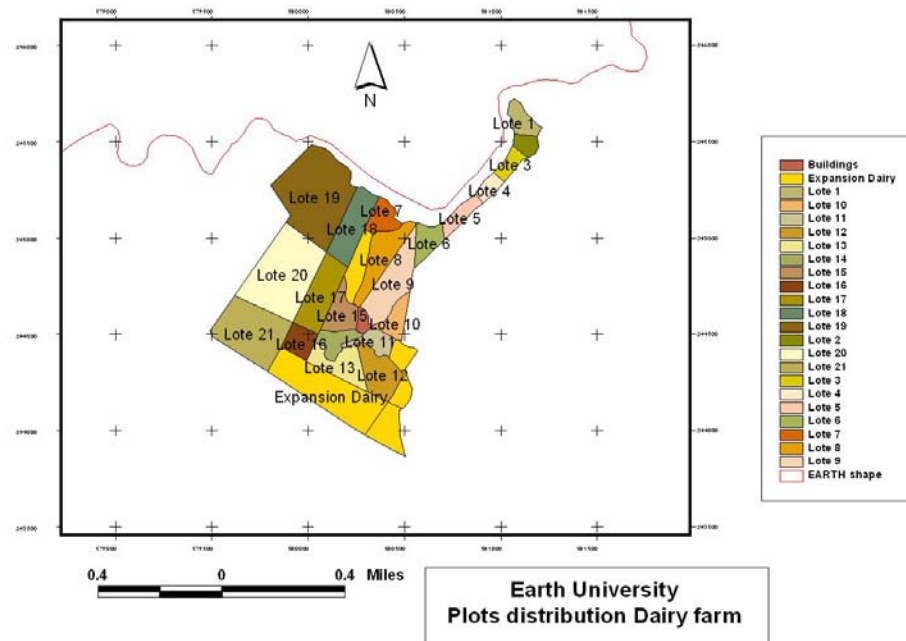 N
Lote 1
Lote 3
Lote 4
Lote 5
Lote 6
Lote 7
Lote 19
Lote 18
Lote 8
Lote 20
Lote 9
Lote 17
Lote 15
Lote 10
Lote 21
Lote 16
Lote 11
Lote 13
Lote 12
Expansion Dairy
0.4 0 0.4 Miles
Earth University
Plots distribution Dairy farm
Buildings
Expansion Dairy
Lote 1
Lote 10
Lote 11
Lote 12
Lote 13
Lote 14
Lote 15
Lote 16
Lote 17
Lote 18
Lote 19
Lote 2
Lote 20
Lote 21
Lote 3
Lote 4
Lote 5
Lote 6
Lote 7
Lote 8
Lote 9
EARTH shape